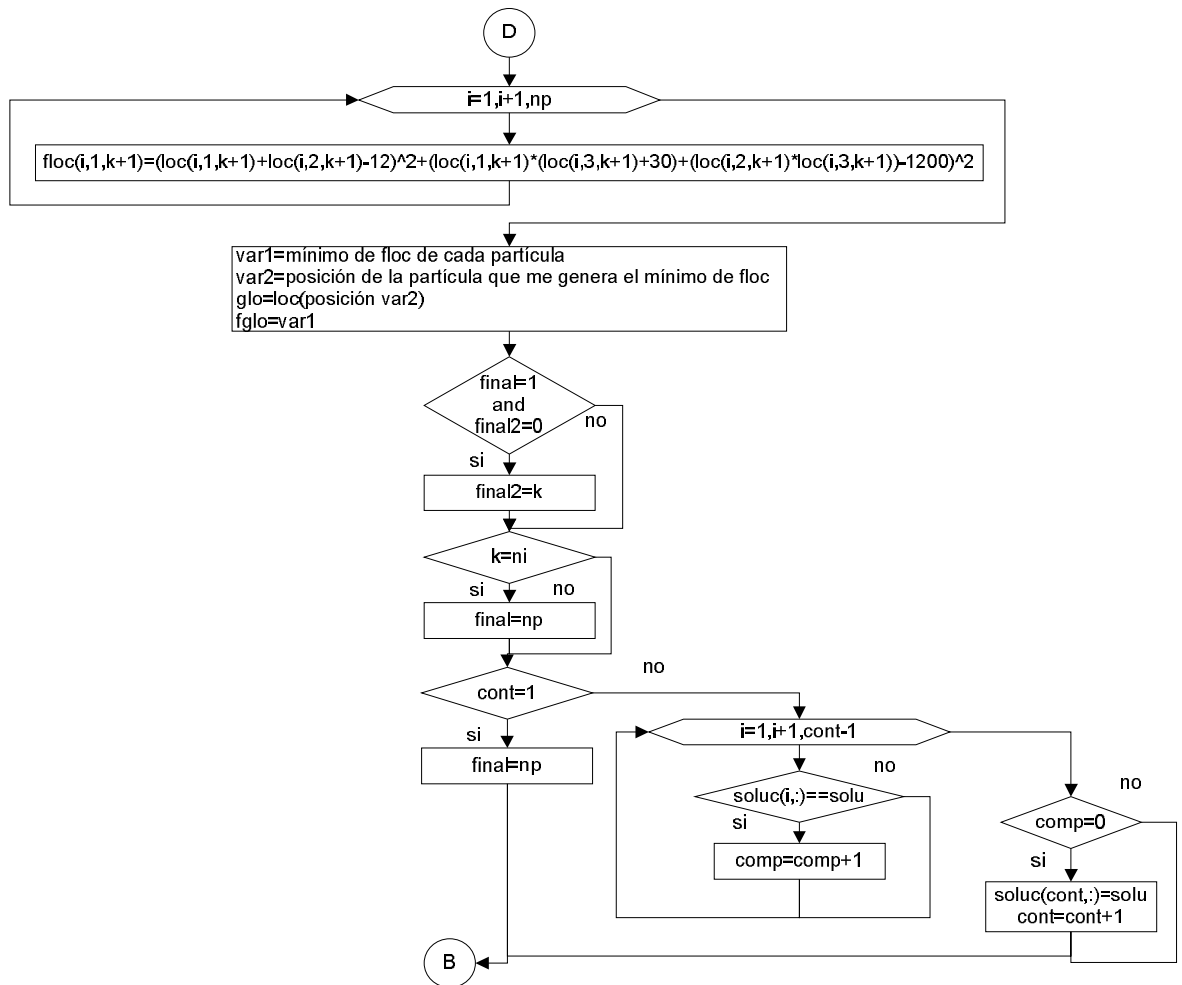 D
i=1,i+1,np
floc(i,1,k+1)=(loc(i,1,k+1)+loc(i,2,k+1)-12)^2+(loc(i,1,k+1)*(loc(i,3,k+1)+30)+(loc(i,2,k+1)*loc(i,3,k+1))-1200)^2
var1=mínimo de floc de cada partícula
var2=posición de la partícula que me genera el mínimo de floc
glo=loc(posición var2)
fglo=var1
final=1
and
final2=0
no
si
final2=k
k=ni
si
no
final=np
cont=1
no
si
final=np
i=1,i+1,cont-1
no
soluc(i,:)==solu
si
comp=comp+1
no
comp=0
si
soluc(cont,:)=solu
cont=cont+1
B